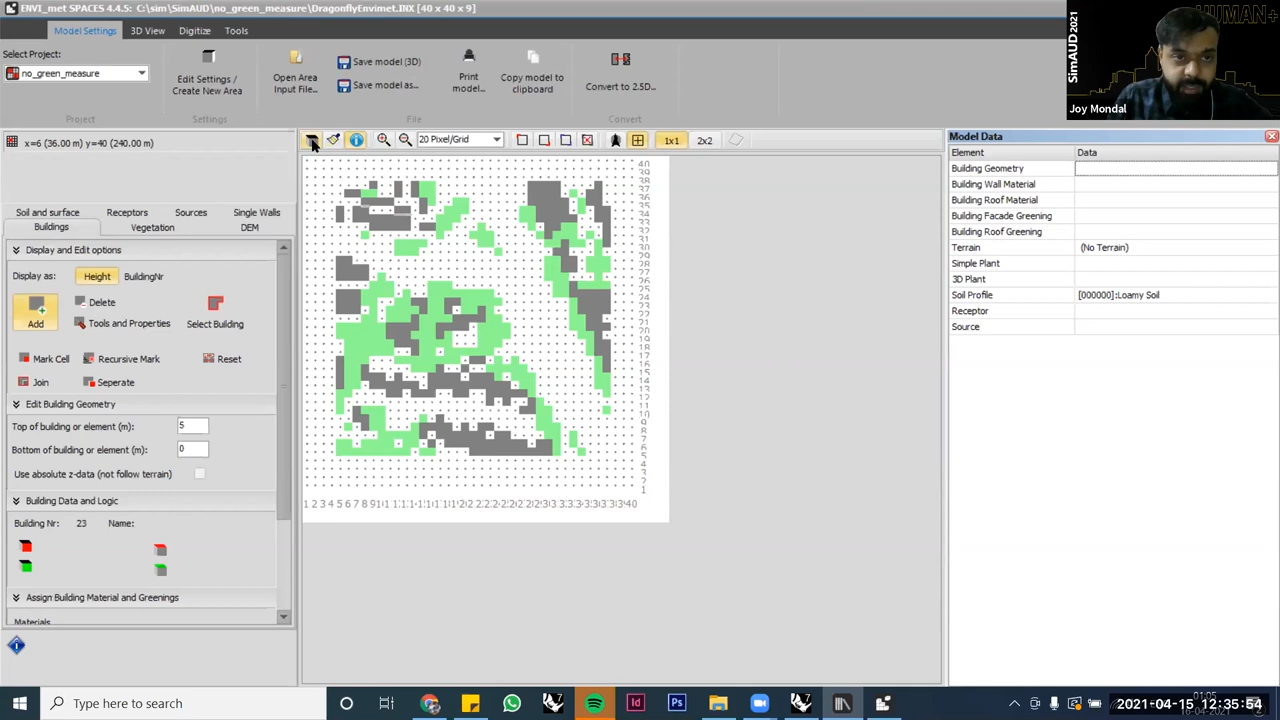 ENVI_met SPACES 4.4.5: C:\sim\SimAUD\no_green_measure\DragonflyEnvimet.INX [40 x 40 x 9]
Model Settings 3D View Digitize Tools
Select Project:
no_green_measure
Edit Settings / Create New Area
Open Area Input File...
Save model (3D)
Save model as...
Print model...
Copy model to clipboard
Convert to 2.5D...
Project Settings File Convert
HUMAN+
SimAUD2021
Joy Mondal
x=6 (36.00 m) y=40 (240.00 m)
20 Pixel/Grid
1x1 2x2
Soil and surface Receptors Sources Single Walls
Buildings Vegetation DEM
Display and Edit options
Display as: Height BuildingNr
Add
Delete
Tools and Properties
Select Building
Mark Cell Recursive Mark Reset
Join Seperate
Edit Building Geometry
Top of building or element (m): 5
Bottom of building or element (m): 0
Use absolute z-data (not follow terrain)
Building Data and Logic
Building Nr: 23 Name:
Assign Building Material and Greenings
Materials
Model Data
Element Data
Building Geometry
Building Wall Material
Building Roof Material
Building Facade Greening
Building Roof Greening
Terrain (No Terrain)
Simple Plant
3D Plant
Soil Profile [000000]:Loamy Soil
Receptor
Source
Type here to search
01:05
2021-04-15 12:35:54
16-04-2021